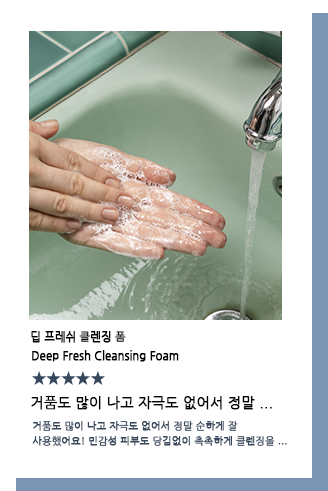 딥 프레쉬 클렌징 폼
Deep Fresh Cleansing Foam
★★★★★
거품도 많이 나고 자극도 없어서 정말 ...
거품도 많이 나고 자극도 없어서 정말 순하게 잘
사용했어요! 민감성 피부도 당김없이 촉촉하게 클렌징을 ...